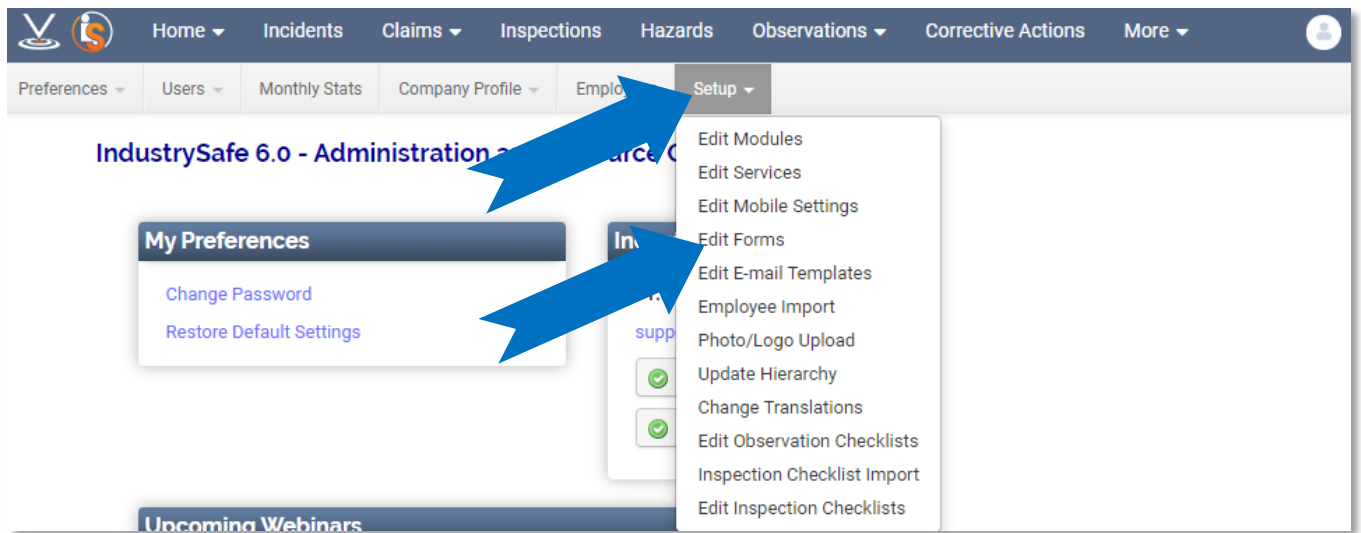 Home Incidents Claims Inspections Hazards Observations Corrective Actions More
Preferences Users Monthly Stats Company Profile Setup
IndustrySafe 6.0 - Administration
My Preferences
Change Password
Restore Default Settings
Upcoming Webinars
Edit Modules
Edit Services
Edit Mobile Settings
Edit Forms
Edit E-mail Templates
Employee Import
Photo/Logo Upload
Update Hierarchy
Change Translations
Edit Observation Checklists
Inspection Checklist Import
Edit Inspection Checklists